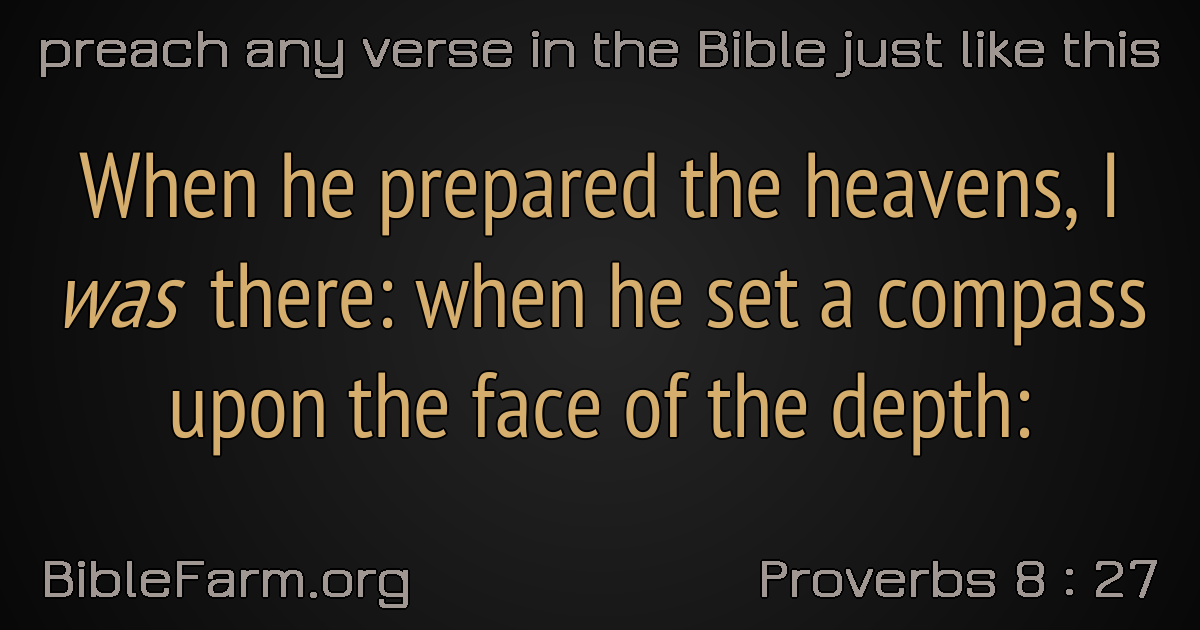 preach any verse in the Bible just like this
When he prepared the heavens, I
was there: when he set a compass
upon the face of the depth:
BibleFarm.org
Proverbs 8 : 27